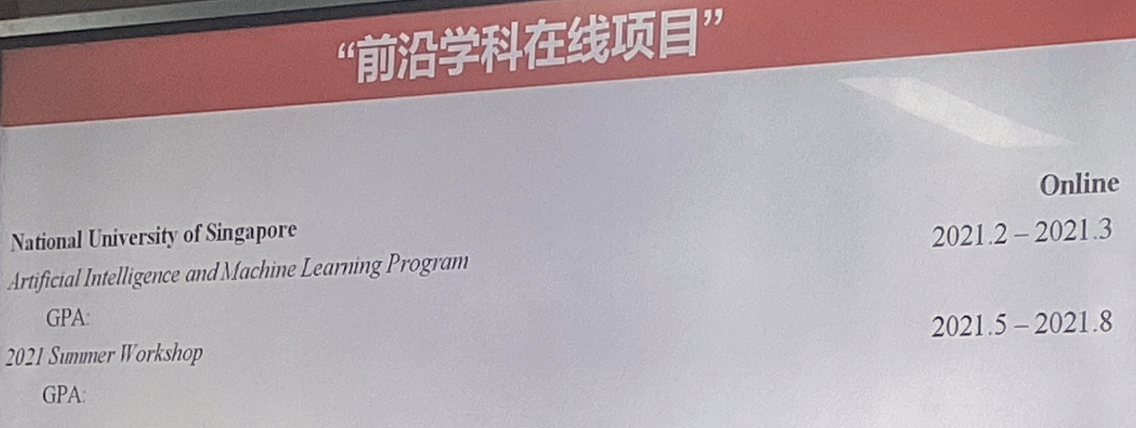 “前沿学科在线项目”
Online
National University of Singapore
2021.2 – 2021.3
Artificial Intelligence and Machine Learning Program
GPA:
2021.5 – 2021.8
2021 Summer Workshop
GPA: